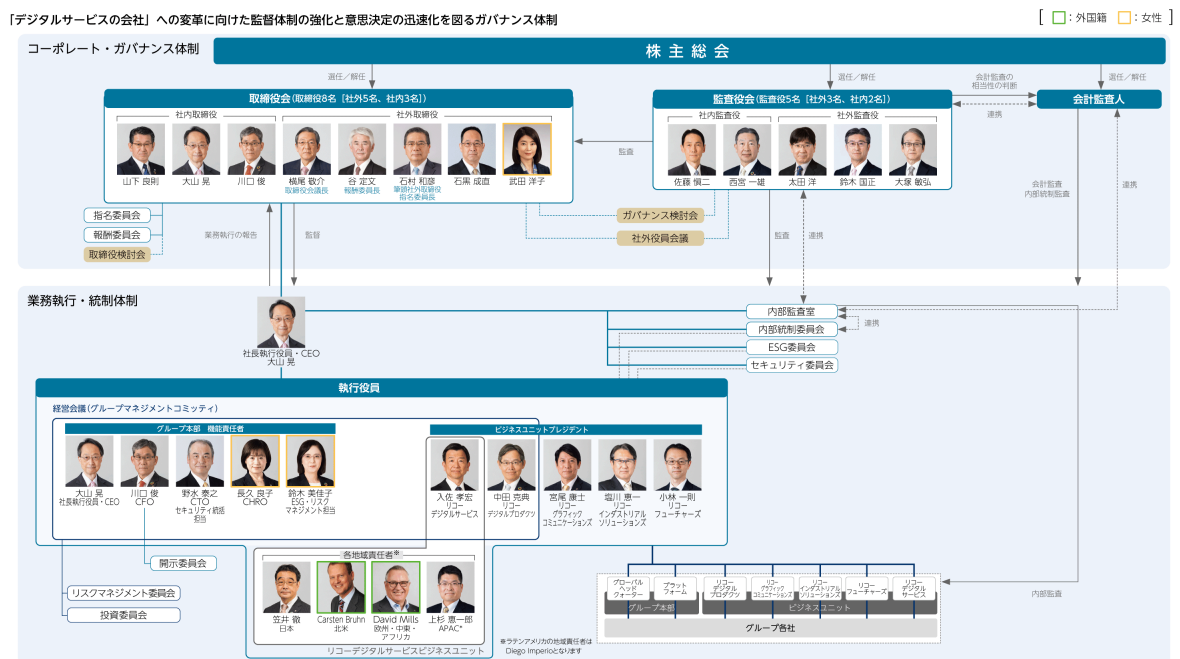 「デジタルサービスの会社」への変革に向けた監督体制の強化と意思決定の迅速化を図るガバナンス体制
[ □：外国籍 □：女性 ]
コーポレート・ガバナンス体制
株主総会
選任／解任
選任／解任
会計監査の
相当性の判断
選任／解任
取締役会(取締役8名［社外5名、社内3名］)
監査役会(監査役5名［社外3名、社内2名］)
会計監査人
連携
社内取締役
社外取締役
社内監査役
社外監査役
監査
山下 良則
大山 晃
川口 俊
横尾 敬介
取締役会議長
谷 定文
報酬委員長
石村 和彦
筆頭社外取締役
指名委員長
石黒 成直
武田 洋子
佐藤 慎二
西宮 一雄
太田 洋
鈴木 国正
大塚 敏弘
会計監査
内部統制監査
連携
指名委員会
報酬委員会
取締役検討会
業務執行の報告
監督
ガバナンス検討会
社外役員会議
監査
連携
業務執行・統制体制
社長執行役員・CEO
大山 晃
内部監査室
内部統制委員会
ESG委員会
セキュリティ委員会
連携
執行役員
経営会議(グループマネジメントコミッティ)
グループ本部 機能責任者
ビジネスユニットプレジデント
大山 晃
社長執行役員・CEO
川口 俊
CFO
野水 泰之
CTO
セキュリティ統括
担当
長久 良子
CHRO
鈴木 美佳子
ESG・リスク
マネジメント担当
入佐 孝宏
リコー
デジタルサービス
中田 克典
リコー
デジタルプロダクツ
宮尾 康士
リコー
グラフィック
コミュニケーションズ
塩川 恵一
リコー
インダストリアル
ソリューションズ
小林 一則
リコー
フューチャーズ
開示委員会
リスクマネジメント委員会
投資委員会
各地域責任者※
笠井 徹
日本
Carsten Bruhn
北米
David Mills
欧州・中東・
アフリカ
上杉 恵一郎
APAC*
リコーデジタルサービスビジネスユニット
※ラテンアメリカの地域責任者は
Diego Imperioとなります
グローバル
ヘッド
クォーター
プラット
フォーム
リコー
デジタル
プロダクツ
リコー
グラフィック
コミュニケーションズ
リコー
インダストリアル
ソリューションズ
リコー
フューチャーズ
リコー
デジタル
サービス
グループ本部
ビジネスユニット
グループ各社
内部監査